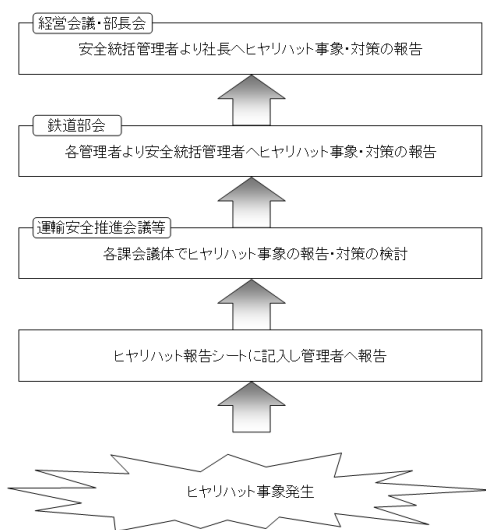 経営会議・部長会
安全統括管理者より社長へヒヤリハット事象・対策の報告
鉄道部会
各管理者より安全統括管理者へヒヤリハット事象・対策の報告
運輸安全推進会議等
各課会議体でヒヤリハット事象の報告・対策の検討
ヒヤリハット報告シートに記入し管理者へ報告
ヒヤリハット事象発生